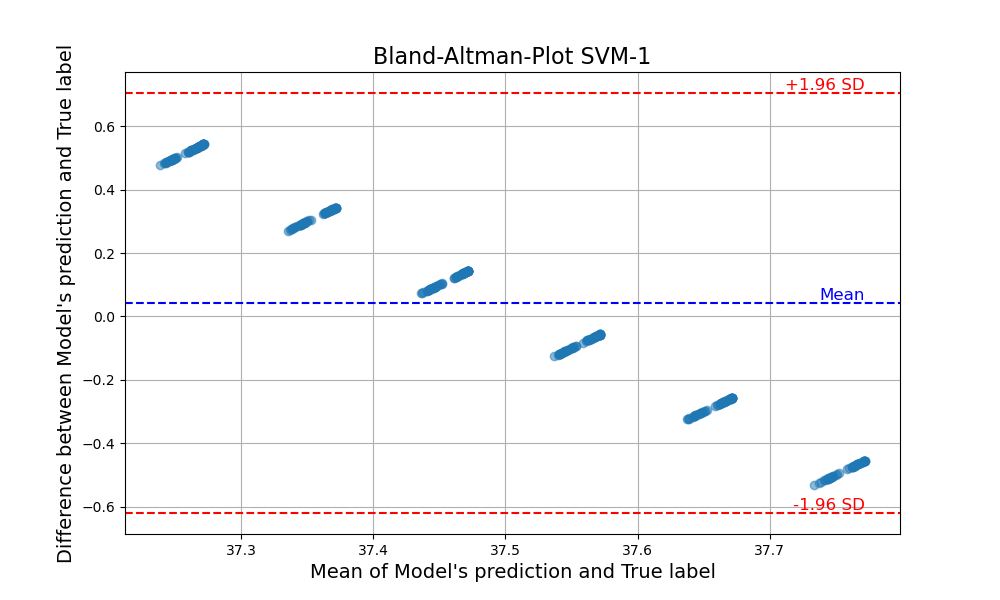 Bland-Altman-Plot SVM-1
Difference between Model's prediction and True label
+1.96 SD
0.6
0.4
0.2
Mean
0.0
−0.2
−0.4
-1.96 SD
−0.6
37.3 37.4 37.5 37.6 37.7
Mean of Model's prediction and True label